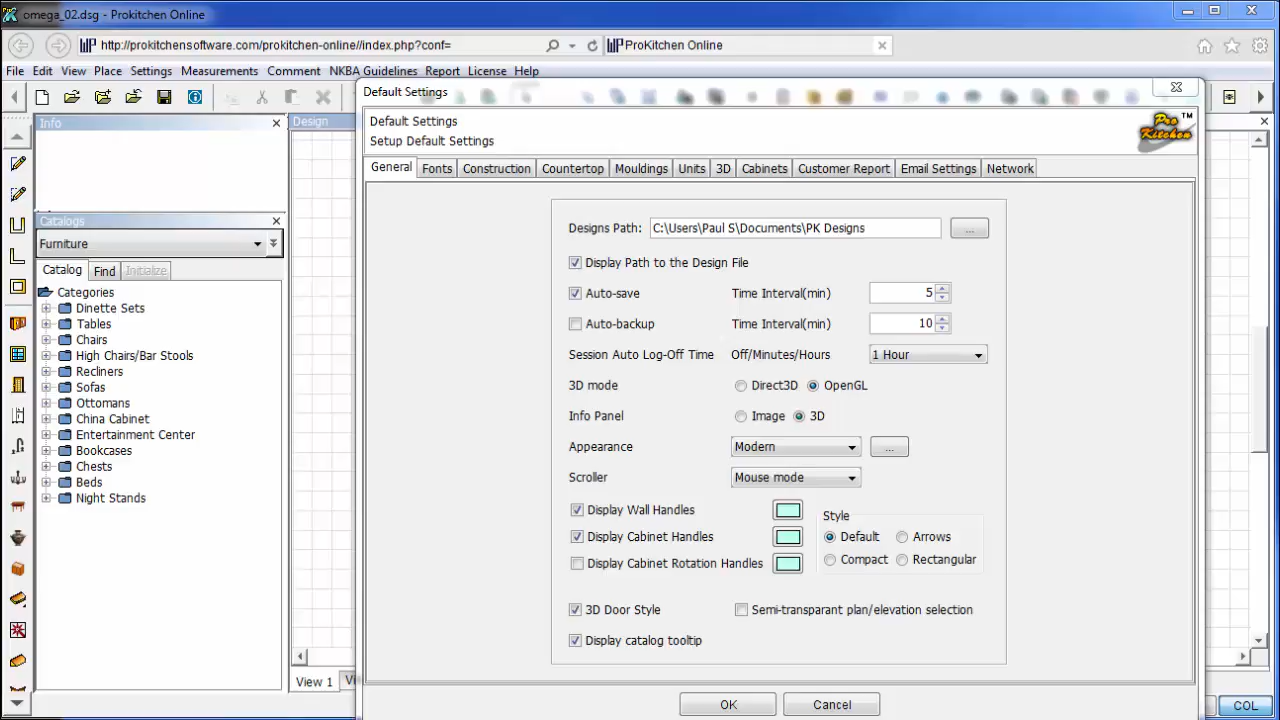 omega_02.dsg - Prokitchen Online
http://prokitchensoftware.com/prokitchen-online//index.php?conf=
ProKitchen Online
File Edit View Place Settings Measurements Comment NKBA Guidelines Report License Help
Info
Design
Catalogs
Furniture
Catalog Find Initialize
Categories
Dinette Sets
Tables
Chairs
High Chairs/Bar Stools
Recliners
Sofas
Ottomans
China Cabinet
Entertainment Center
Bookcases
Chests
Beds
Night Stands
View 1
Default Settings
Default Settings
Setup Default Settings
Pro Kitchen™
General Fonts Construction Countertop Mouldings Units 3D Cabinets Customer Report Email Settings Network
Designs Path: C:\Users\Paul S\Documents\PK Designs ...
Display Path to the Design File
Auto-save Time Interval(min) 5
Auto-backup Time Interval(min) 10
Session Auto Log-Off Time Off/Minutes/Hours 1 Hour
3D mode Direct3D OpenGL
Info Panel Image 3D
Appearance Modern ...
Scroller Mouse mode
Display Wall Handles
Style
Display Cabinet Handles Default Arrows
Display Cabinet Rotation Handles Compact Rectangular
3D Door Style Semi-transparant plan/elevation selection
Display catalog tooltip
OK Cancel
COL